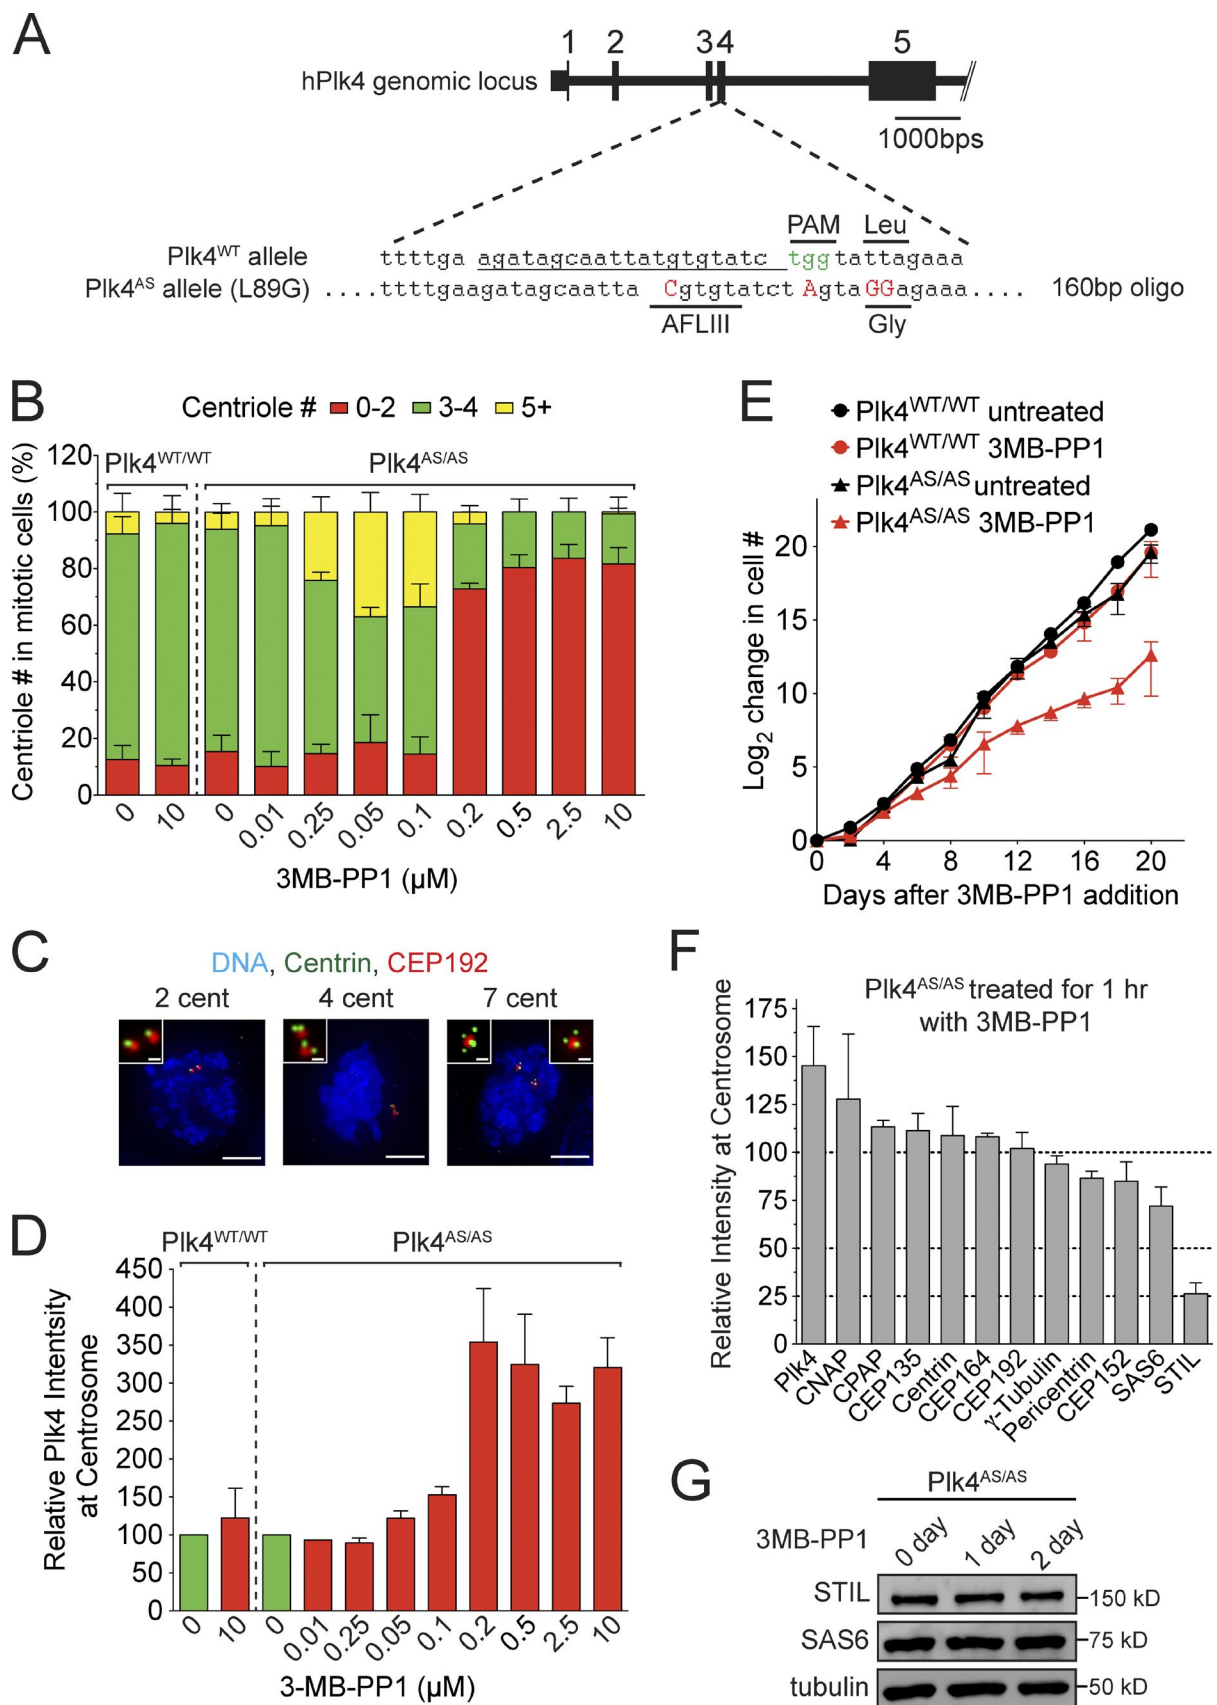 A
1 2 3 4 5
hPlk4 genomic locus
1000bps
PAM Leu
Plk4WT allele ttttga agatagcaattatgtgtatc tgg tattagaaa
Plk4AS allele (L89G) ....ttttgaagatagcaatta CgtgtatctAgtaGGagaaa.... 160bp oligo
AFLIII Gly
B
Centriole # 0-2 3-4 5+
Plk4WT/WT Plk4AS/AS
Centriole # in mitotic cells (%)
120
100
80
60
40
20
0
0 10 0 0.01 0.25 0.05 0.1 0.2 0.5 2.5 10
3MB-PP1 (µM)
C
DNA, Centrin, CEP192
2 cent 4 cent 7 cent
D
Plk4WT/WT Plk4AS/AS
Relative Plk4 Intentsity
at Centrosome
450
400
350
300
250
200
150
100
50
0
0 10 0 0.01 0.25 0.05 0.1 0.2 0.5 2.5 10
3-MB-PP1 (µM)
E
Plk4WT/WT untreated
Plk4WT/WT 3MB-PP1
Plk4AS/AS untreated
Plk4AS/AS 3MB-PP1
Log2 change in cell #
20
15
10
5
0
0 4 8 12 16 20
Days after 3MB-PP1 addition
F
Plk4AS/AS treated for 1 hr
with 3MB-PP1
Relative Intensity at Centrosome
175
150
125
100
75
50
25
0
Plk4 CNAP CPAP CEP135 Centrin CEP164 CEP192 γ-Tubulin Pericentrin CEP152 SAS6 STIL
G
Plk4AS/AS
3MB-PP1 0 day 1 day 2 day
STIL 150 kD
SAS6 75 kD
tubulin 50 kD